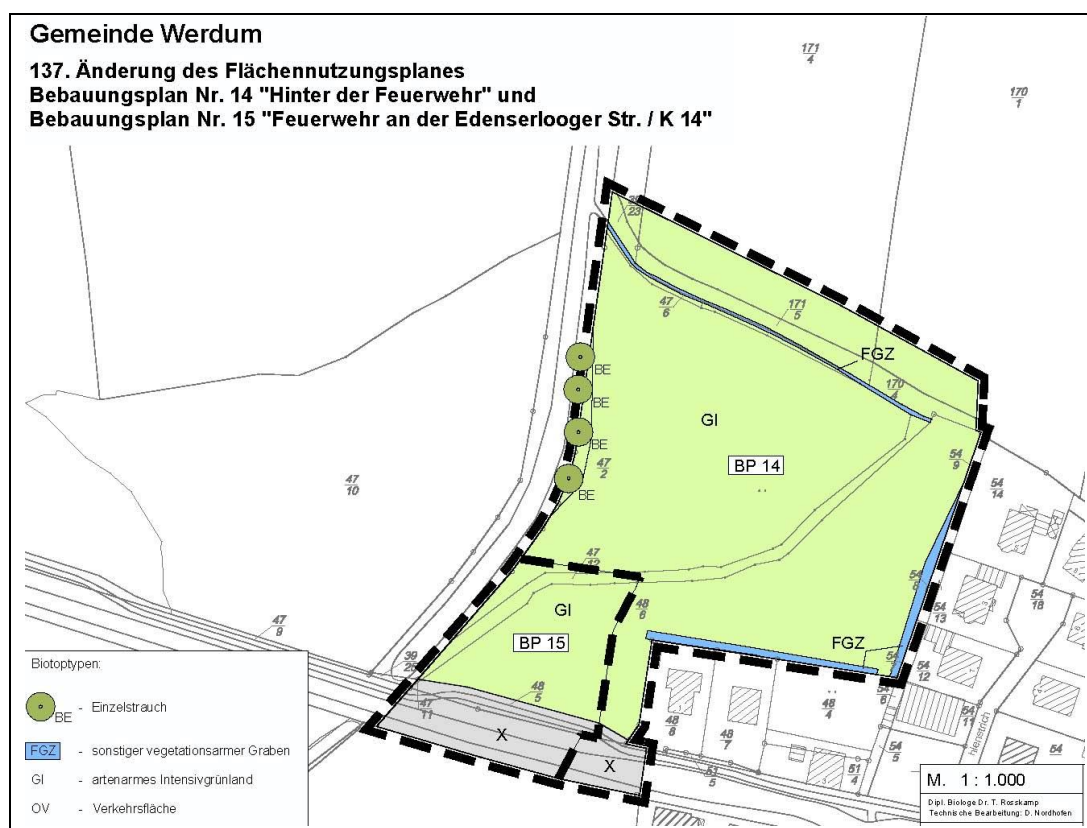 Gemeinde Werdum
137. Änderung des Flächennutzungsplanes
Bebauungsplan Nr. 14 "Hinter der Feuerwehr" und
Bebauungsplan Nr. 15 "Feuerwehr an der Edenserlooger Str. / K 14"
171
4
170
1
23
47
6
171
5
FGZ
170
4
BE
BE
BE
BE
GI
BP 14
47
2
47
10
54
9
54
14
47
12
GI
48
6
BP 15
54
13
54
18
FGZ
54
12
47
9
39
25
48
5
47
11
X
X
48
8
48
7
48
4
54
6
54
11
54
5
54
51
5
51
4
Biotoptypen:
BE - Einzelstrauch
FGZ - sonstiger vegetationsarmer Graben
GI - artenarmes Intensivgrünland
OV - Verkehrsfläche
M. 1 : 1.000
Dipl. Biologe Dr. T. Rosskamp
Technische Bearbeitung: D. Nordhofen